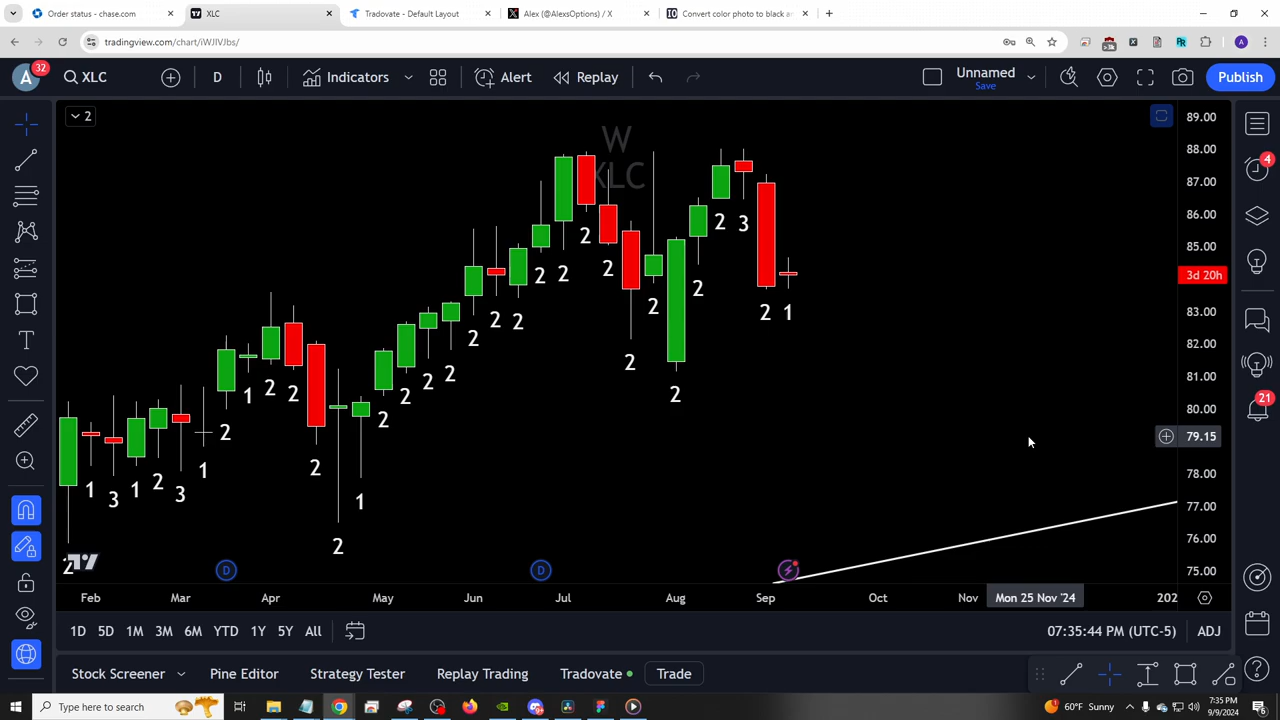 Order status - chase.com
XLC
Tradovate - Default Layout
Alex (@AlexsOptions) / X
Convert color photo to black an
tradingview.com/chart/iWJIVJbs/
A
32
XLC
D
Indicators
Alert
Replay
Unnamed
Save
Publish
2
W
XLC
89.00
88.00
87.00
86.00
85.00
3d 20h
83.00
82.00
81.00
80.00
79.15
78.00
77.00
76.00
75.00
2 1 3 1 2 3 1 2 1 2 2 2 2 1 2 2 2 2 2 2 2 2 2 2 2 2 2 2 2 2 3 2 1
D
D
Feb Mar Apr May Jun Jul Aug Sep Oct Nov Mon 25 Nov '24 202
1D 5D 1M 3M 6M YTD 1Y 5Y All
07:35:44 PM (UTC-5)
ADJ
Stock Screener
Pine Editor
Strategy Tester
Replay Trading
Tradovate
Trade
4
21
Type here to search
60°F Sunny
7:35 PM
9/9/2024